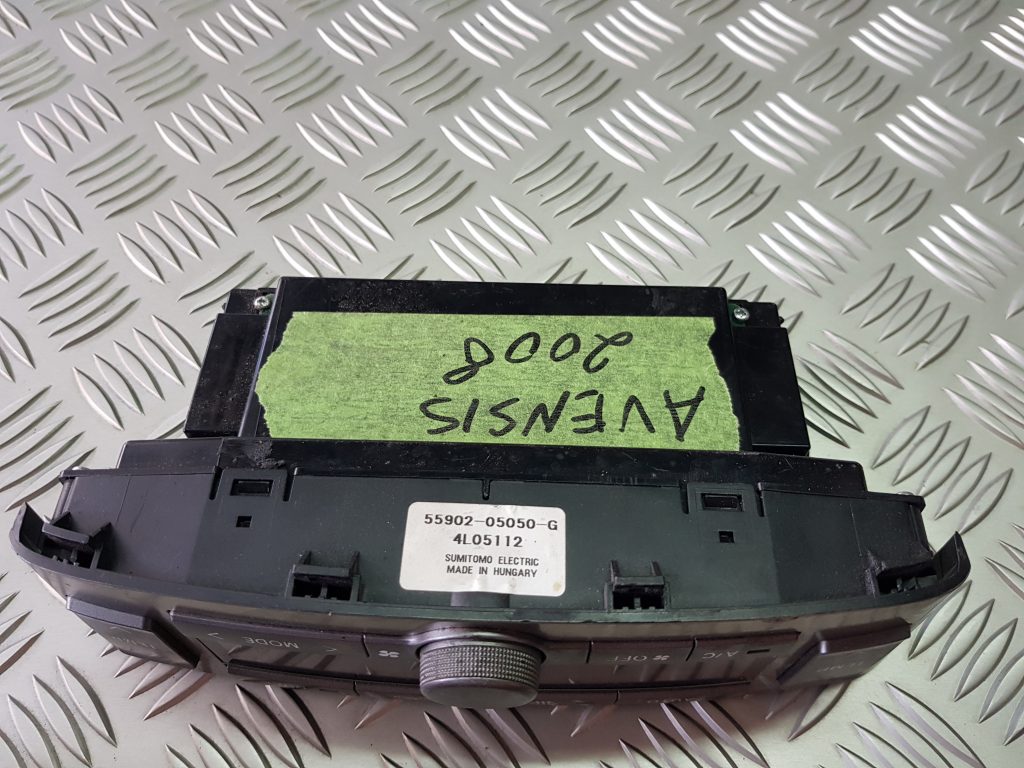 AVENSIS
2008
55902-05050-G
4L05112
SUMITOMO ELECTRIC
MADE IN HUNGARY
< MODE >
OFF
A/C